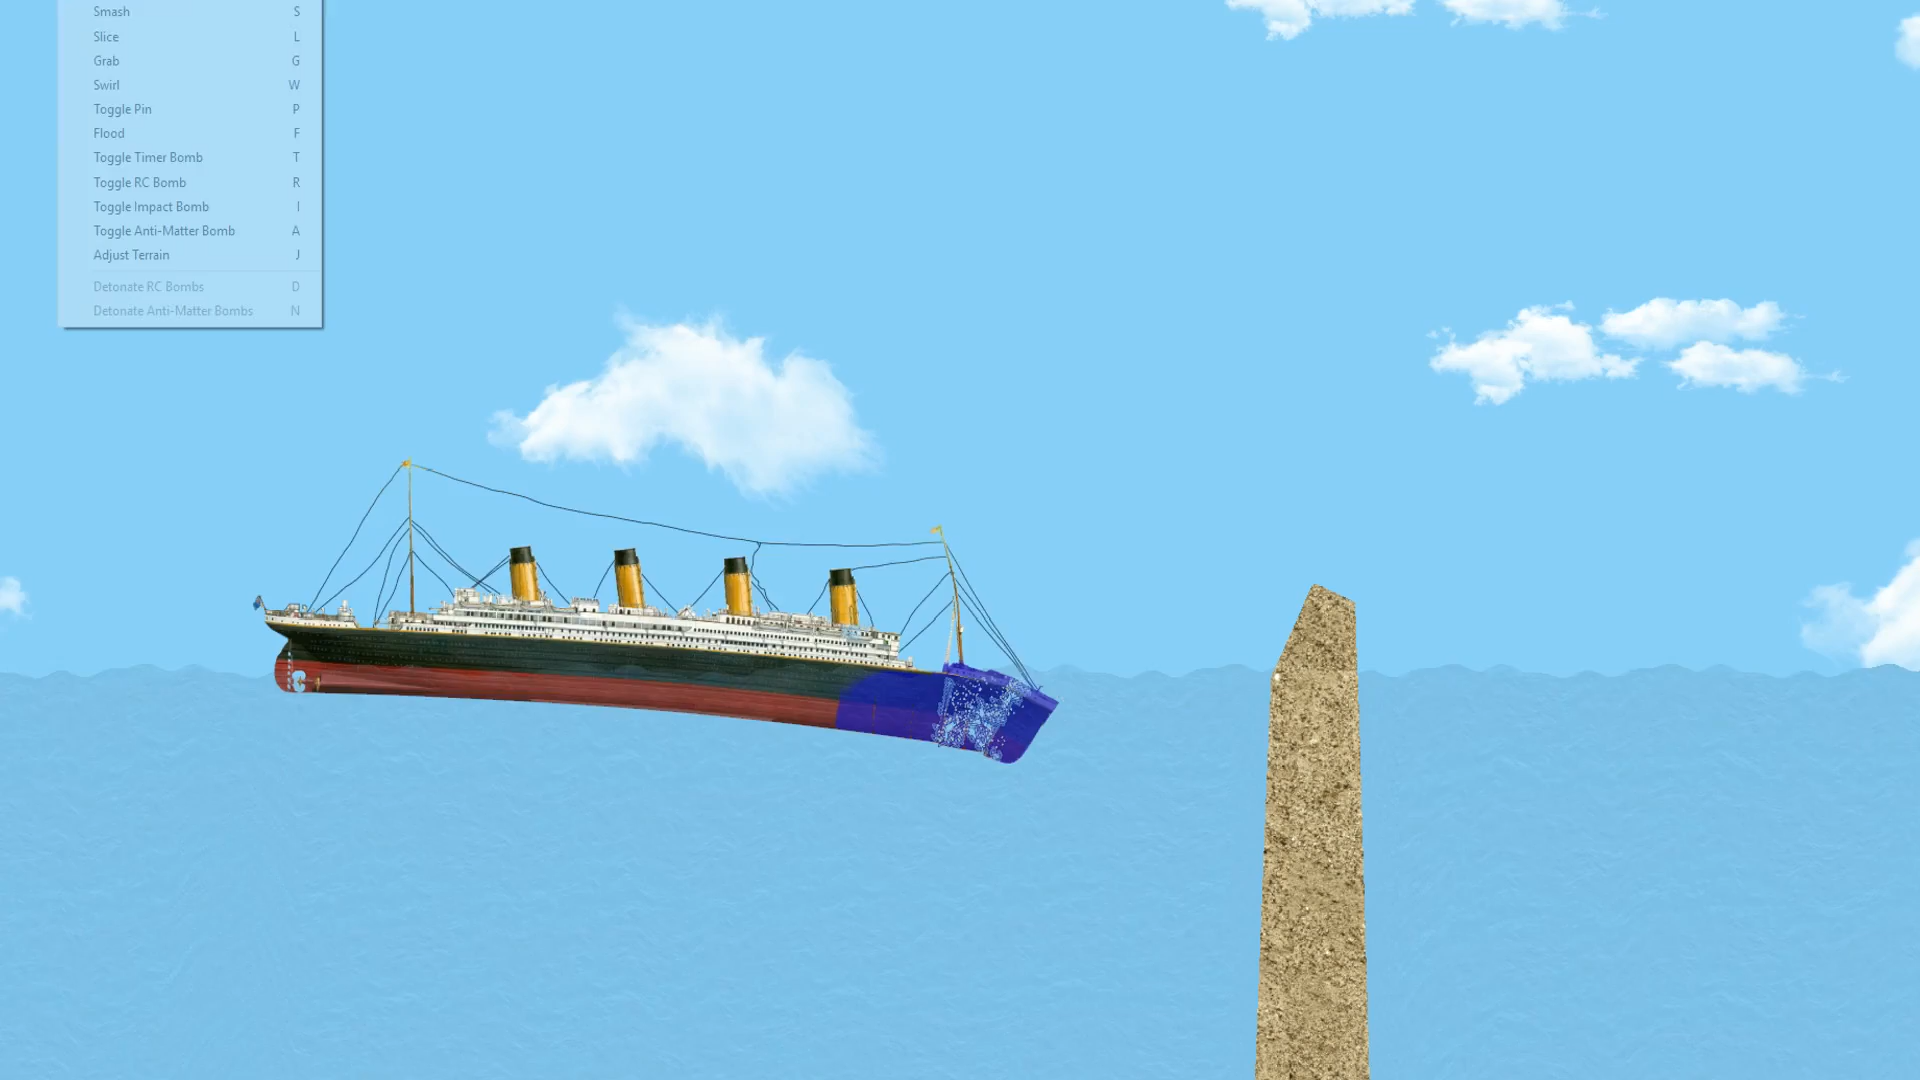 Smash S
Slice L
Grab G
Swirl W
Toggle Pin P
Flood F
Toggle Timer Bomb T
Toggle RC Bomb R
Toggle Impact Bomb I
Toggle Anti-Matter Bomb A
Adjust Terrain J
Detonate RC Bombs D
Detonate Anti-Matter Bombs N